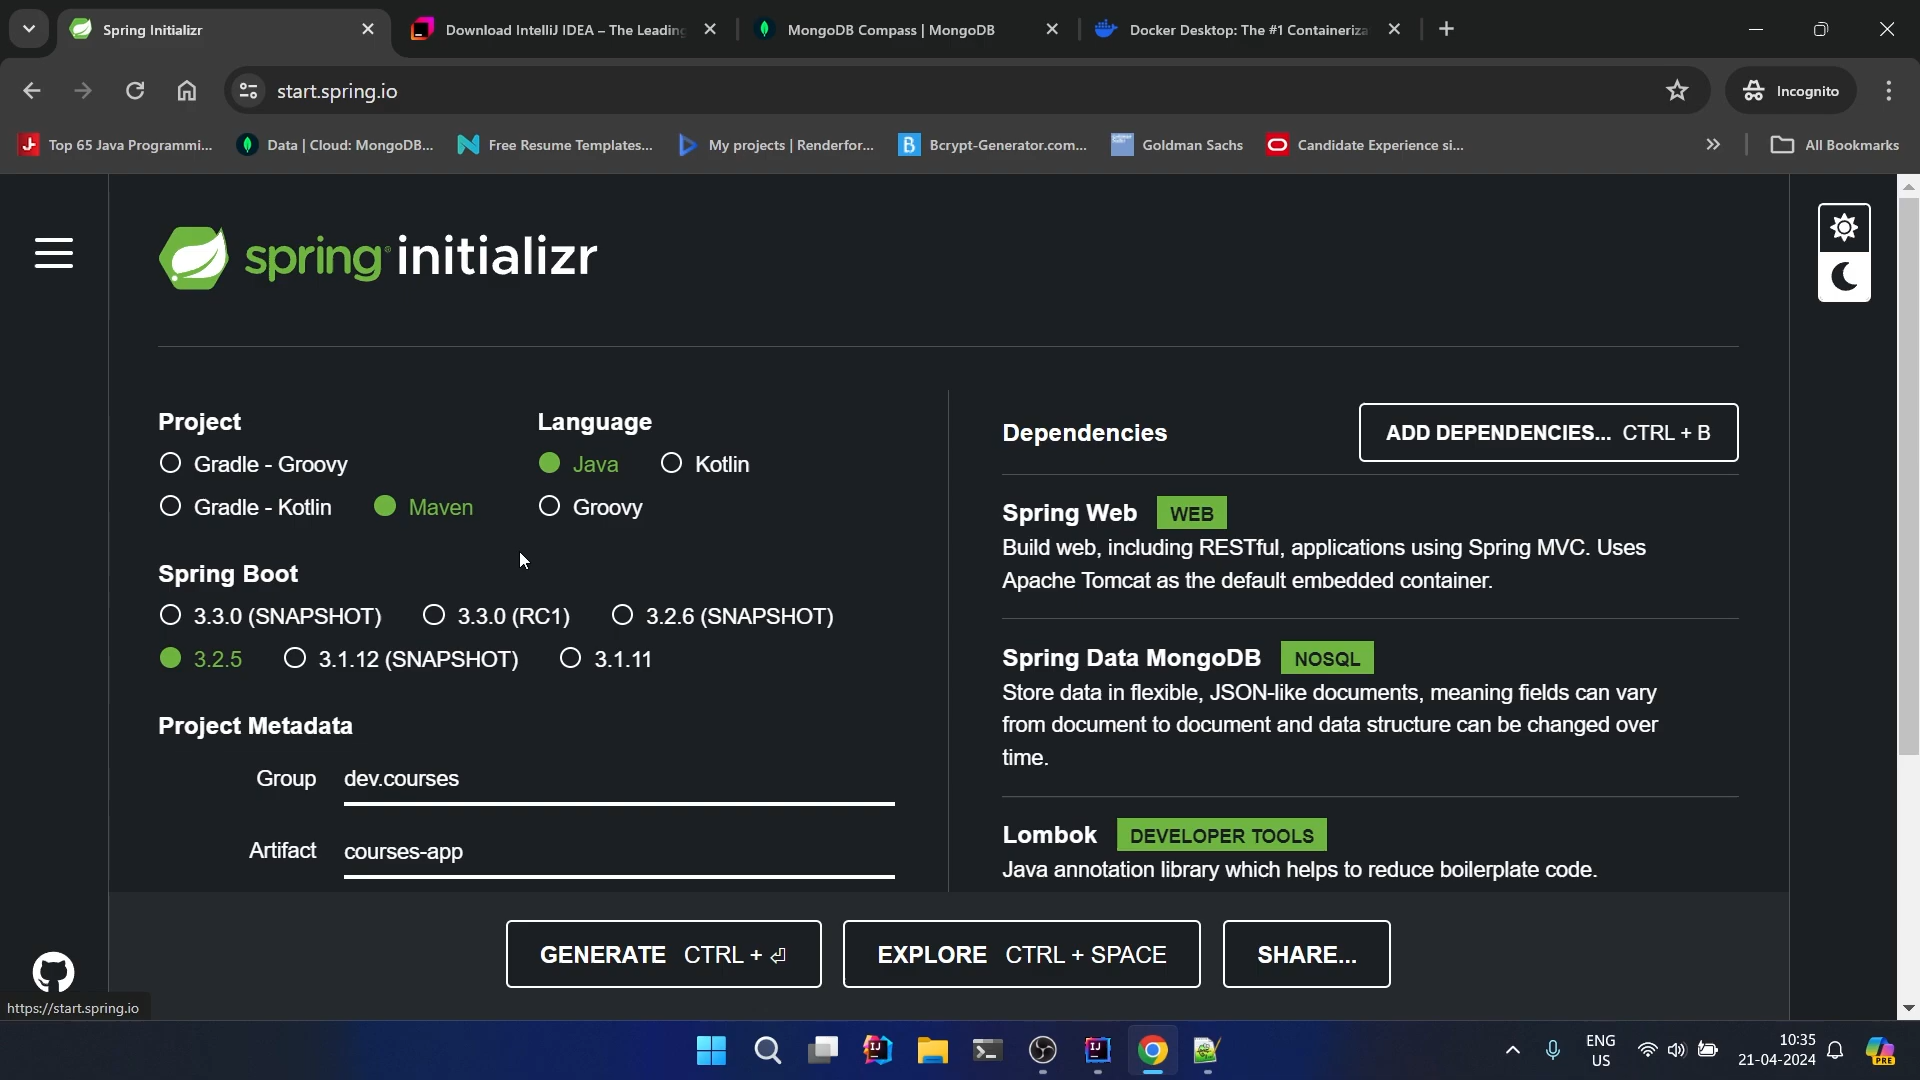 Spring Initializr
Download IntelliJ IDEA – The Leading
MongoDB Compass | MongoDB
Docker Desktop: The #1 Containeriza
start.spring.io
Incognito
Top 65 Java Programmi...
Data | Cloud: MongoDB...
Free Resume Templates...
My projects | Renderfor...
Bcrypt-Generator.com...
Goldman Sachs
Candidate Experience si...
All Bookmarks
spring initializr
Project
Gradle - Groovy
Gradle - Kotlin
Maven
Language
Java
Kotlin
Groovy
Spring Boot
3.3.0 (SNAPSHOT)
3.3.0 (RC1)
3.2.6 (SNAPSHOT)
3.2.5
3.1.12 (SNAPSHOT)
3.1.11
Project Metadata
Group dev.courses
Artifact courses-app
Dependencies
ADD DEPENDENCIES... CTRL + B
Spring Web WEB
Build web, including RESTful, applications using Spring MVC. Uses
Apache Tomcat as the default embedded container.
Spring Data MongoDB NOSQL
Store data in flexible, JSON-like documents, meaning fields can vary
from document to document and data structure can be changed over
time.
Lombok DEVELOPER TOOLS
Java annotation library which helps to reduce boilerplate code.
GENERATE CTRL + ⏎
EXPLORE CTRL + SPACE
SHARE...
https://start.spring.io
ENG
US
10:35
21-04-2024
PRE